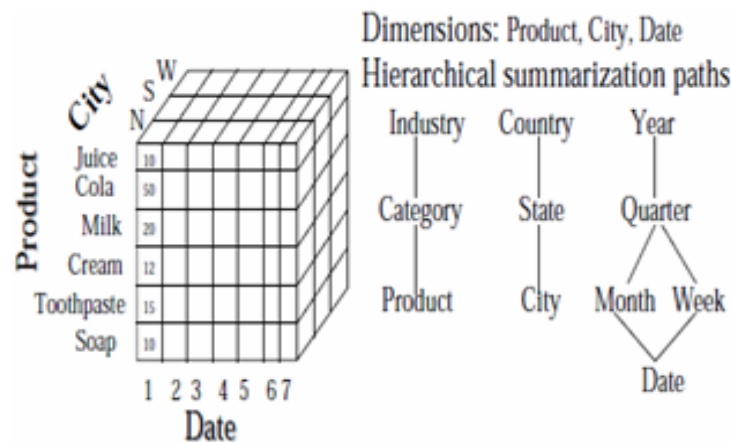 Dimensions: Product, City, Date
Hierarchical summarization paths
Industry Country Year
Category State Quarter
Product City Month Week
Date
City
W
S
N
Product
Juice 10
Cola 50
Milk 20
Cream 12
Toothpaste 15
Soap 10
1 2 3 4 5 6 7
Date